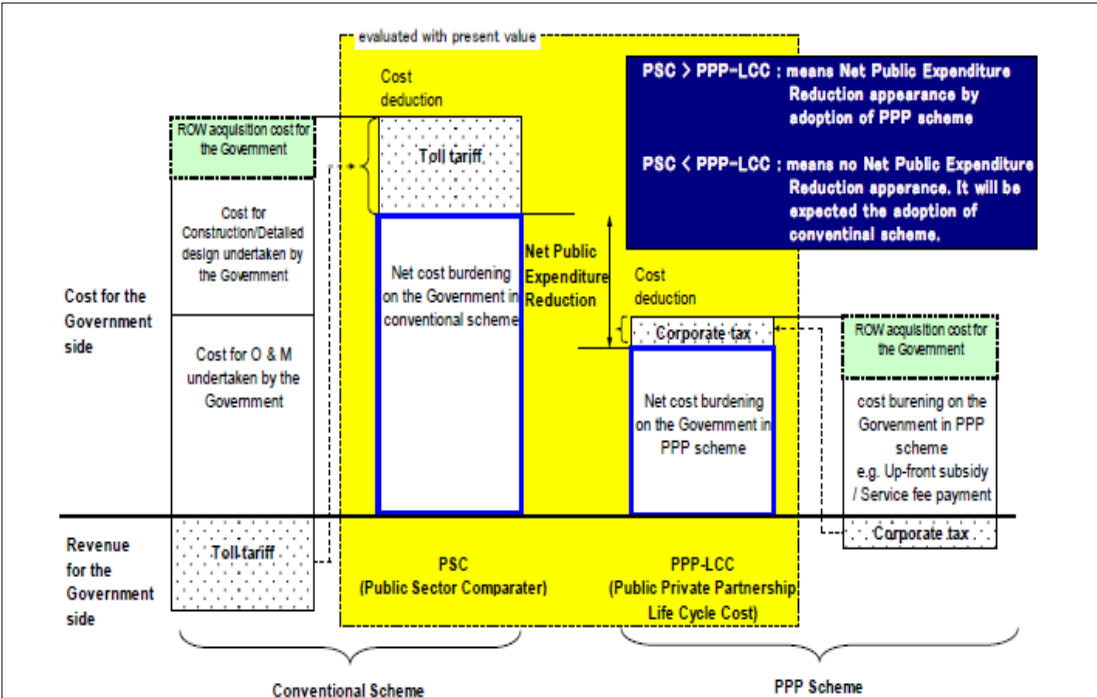 evaluated with present value
Cost
deduction
PSC > PPP-LCC : means Net Public Expenditure
Reduction appearance by
adoption of PPP scheme
PSC < PPP-LCC : means no Net Public Expenditure
Reduction apperance. It will be
expected the adoption of
conventinal scheme.
ROW acquisition cost for
the Government
Toll tariff
Cost for
Construction/Detailed
design undertaken by
the Government
Net Public
Expenditure
Reduction
Cost
deduction
Net cost burdening
on the Government in
conventional scheme
Cost for the
Government
side
Cost for O & M
undertaken by the
Government
Corporate tax
ROW acquisition cost for
the Government
Net cost burdening
on the Government in
PPP scheme
cost burening on the
Gorvenment in PPP
scheme
e.g. Up-front subsidy
/ Service fee payment
Corporate tax
Revenue
for the
Government
side
Toll tariff
PSC
(Public Sector Comparater)
PPP-LCC
(Public Private Partnership
Life Cycle Cost)
Conventional Scheme
PPP Scheme